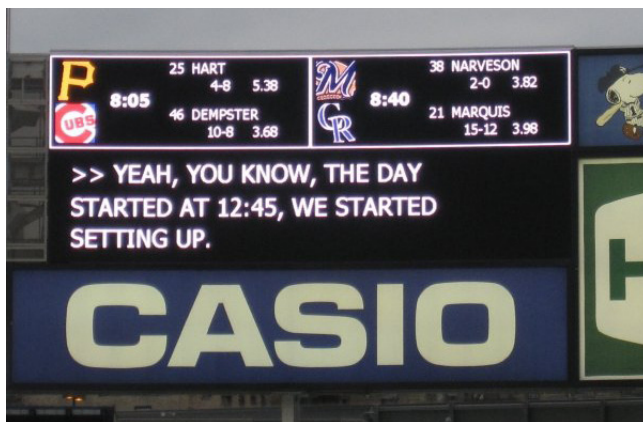 P 25 HART
4-8 5.38
8:05
CUBS 46 DEMPSTER
10-8 3.68
M 38 NARVESON
2-0 3.82
8:40
CR 21 MARQUIS
15-12 3.98
>> YEAH, YOU KNOW, THE DAY
STARTED AT 12:45, WE STARTED
SETTING UP.
CASIO